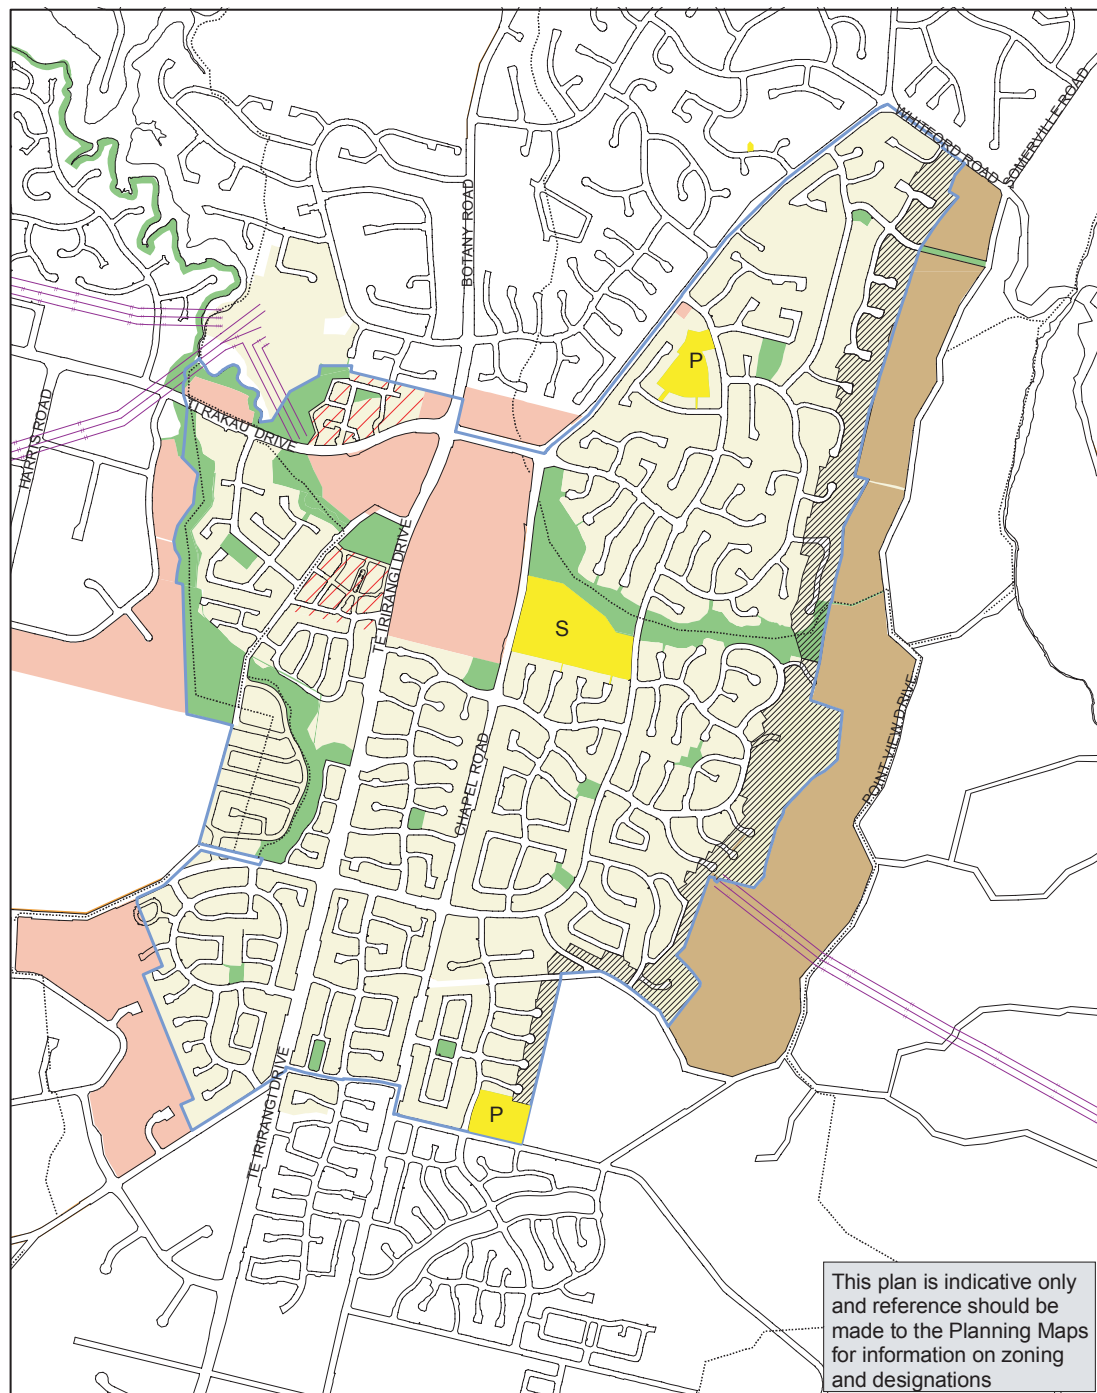 WHITFORD ROAD
SOMERVILLE ROAD
BOTANY ROAD
P
HARRIS ROAD
TI RAKAU DRIVE
TE IRIRANGI DRIVE
S
POINT VIEW DRIVE
CHAPEL ROAD
TE IRIRANGI DRIVE
P
This plan is indicative only
and reference should be
made to the Planning Maps
for information on zoning
and designations